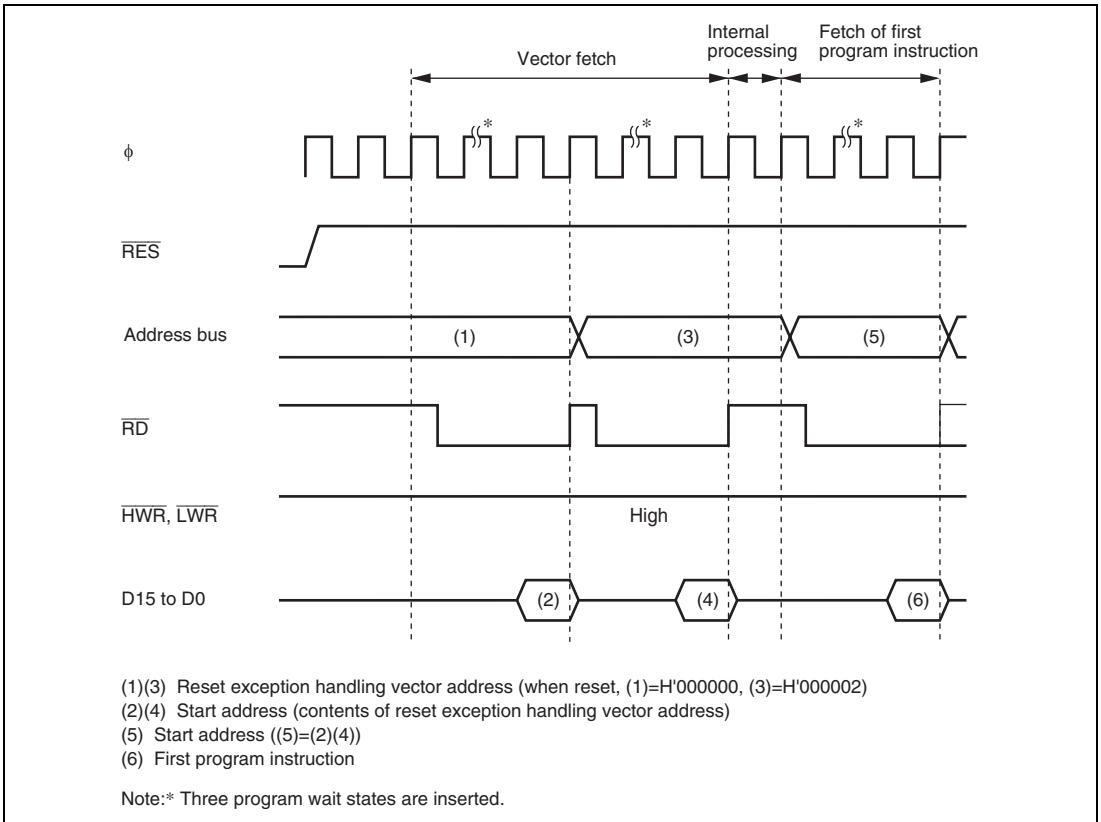 Vector fetch
Internal
processing
Fetch of first
program instruction
*
*
*
ϕ
RES
Address bus
(1)
(3)
(5)
RD
HWR, LWR
High
D15 to D0
(2)
(4)
(6)
(1)(3) Reset exception handling vector address (when reset, (1)=H'000000, (3)=H'000002)
(2)(4) Start address (contents of reset exception handling vector address)
(5) Start address ((5)=(2)(4))
(6) First program instruction
Note:* Three program wait states are inserted.